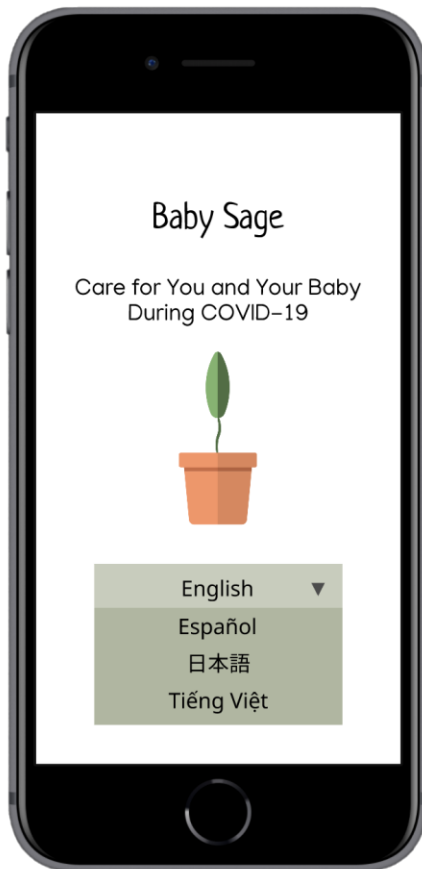 Baby Sage
Care for You and Your Baby
During COVID-19
English
Español
日本語
Tiếng Việt